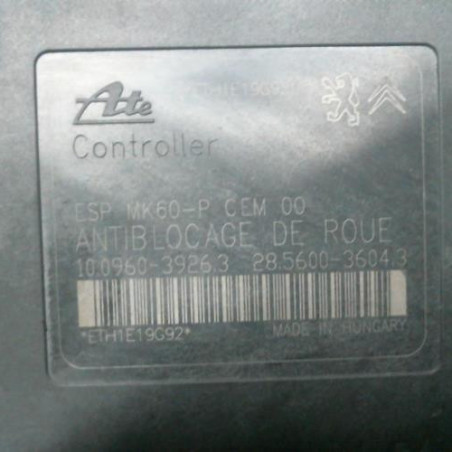 Ate ETH1E19G92
Controller
ESP MK60-P CEM 00
ANTIBLOCAGE DE ROUE
10.0960-3926.3 28.5600-3604.3
*ETH1E19G92* MADE IN HUNGARY